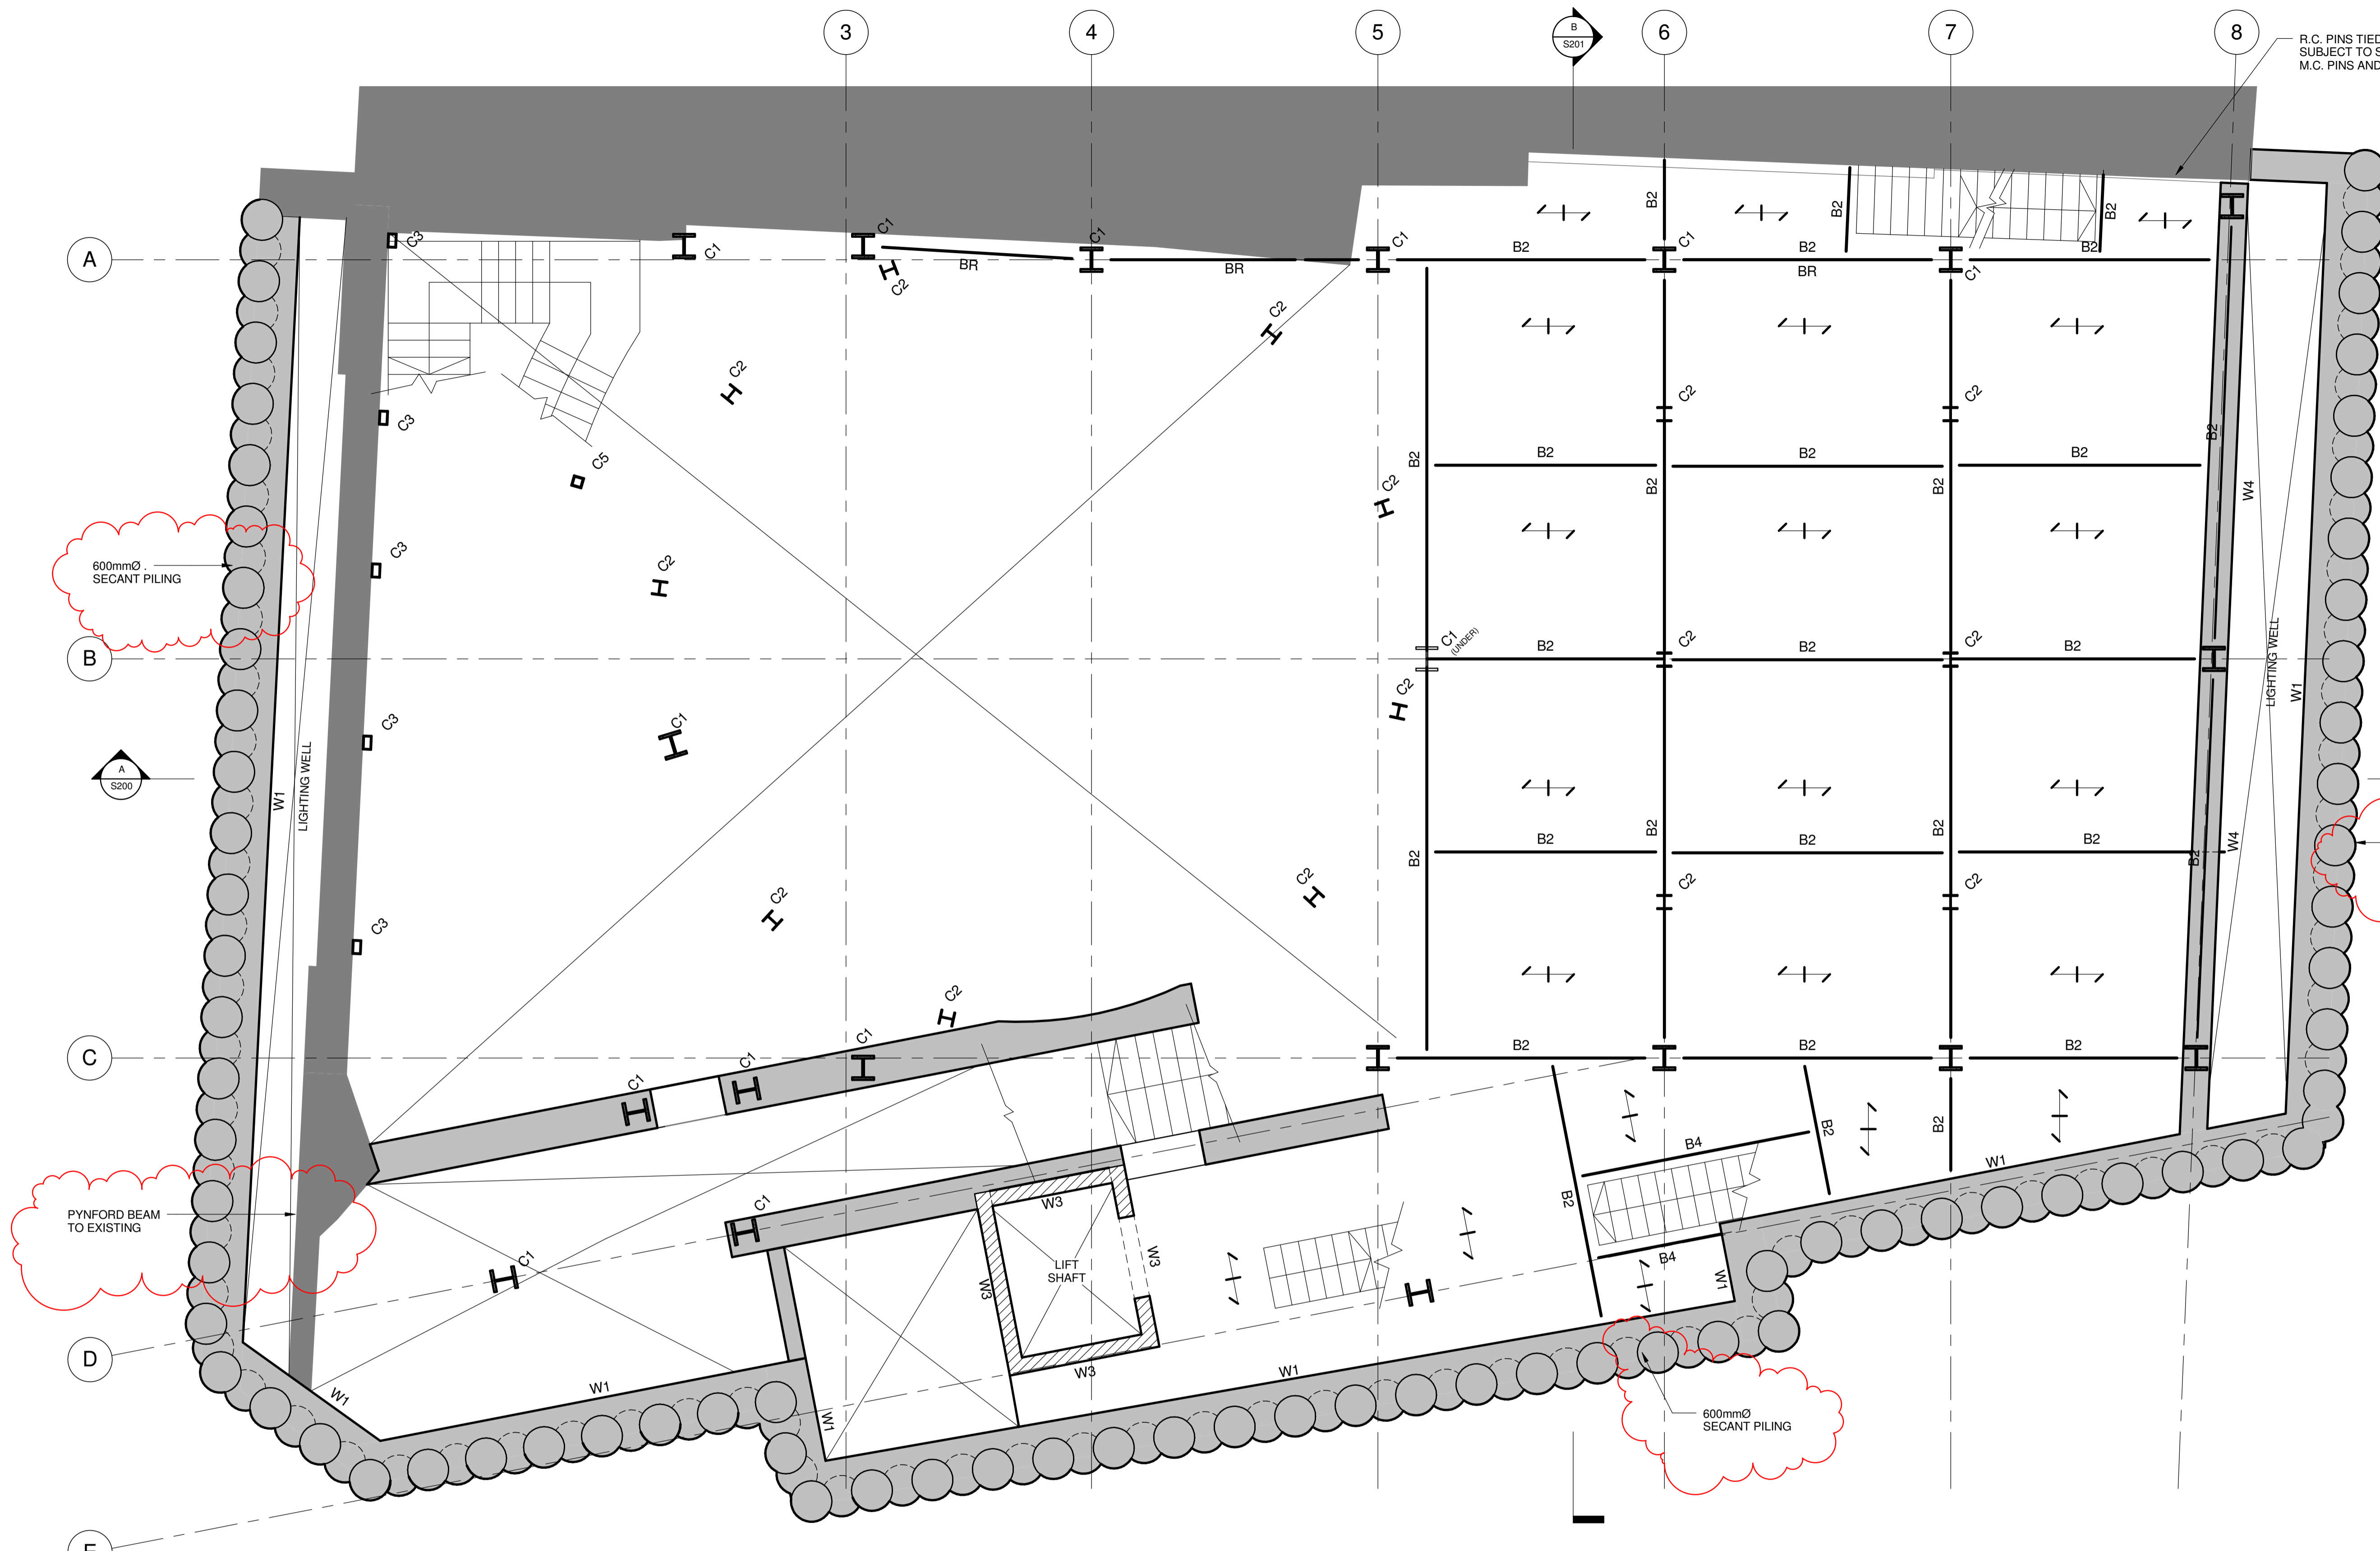 3
4
5
B
S201
6
7
8
R.C. PINS TIED
SUBJECT TO S
M.C. PINS AND
A
C3
C1
C1
C2
BR
C1
BR
C1
B2
B2
C1
B2
BR
B2
C1
B2
B2
C2
C2
C3
C5
C2
C2
B2
B2
B2
B2
B2
B2
C2
B2
W4
600mmØ .
SECANT PILING
C3
C2
B
C1
(UNDER)
B2
C2
B2
C2
B2
C2
LIGHTING WELL
W1
A
S200
W1
LIGHTING WELL
C3
C1
B2
B2
B2
B2
B2
B2
B2
W4
C2
C2
C2
C2
C3
C2
C
C1
C1
C1
B2
B2
B2
B2
B2
B4
W1
PYNFORD BEAM
TO EXISTING
C1
C1
W3
W3
LIFT
SHAFT
W3
W3
B2
B4
W1
D
W1
W1
W1
W1
600mmØ
SECANT PILING